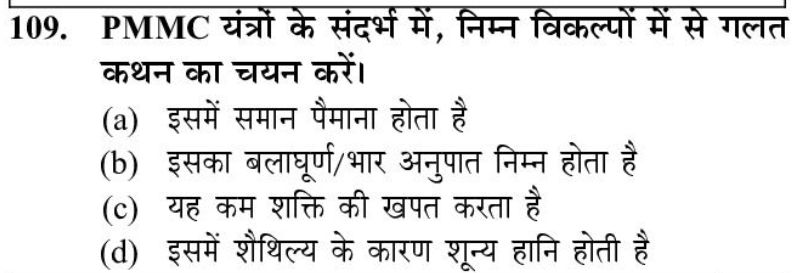 109. PMMC यंत्रों के संदर्भ में, निम्न विकल्पों में से गलत
कथन का चयन करें।
(a) इसमें समान पैमाना होता है
(b) इसका बलाघूर्ण/भार अनुपात निम्न होता है
(c) यह कम शक्ति की खपत करता है
(d) इसमें शैथिल्य के कारण शून्य हानि होती है